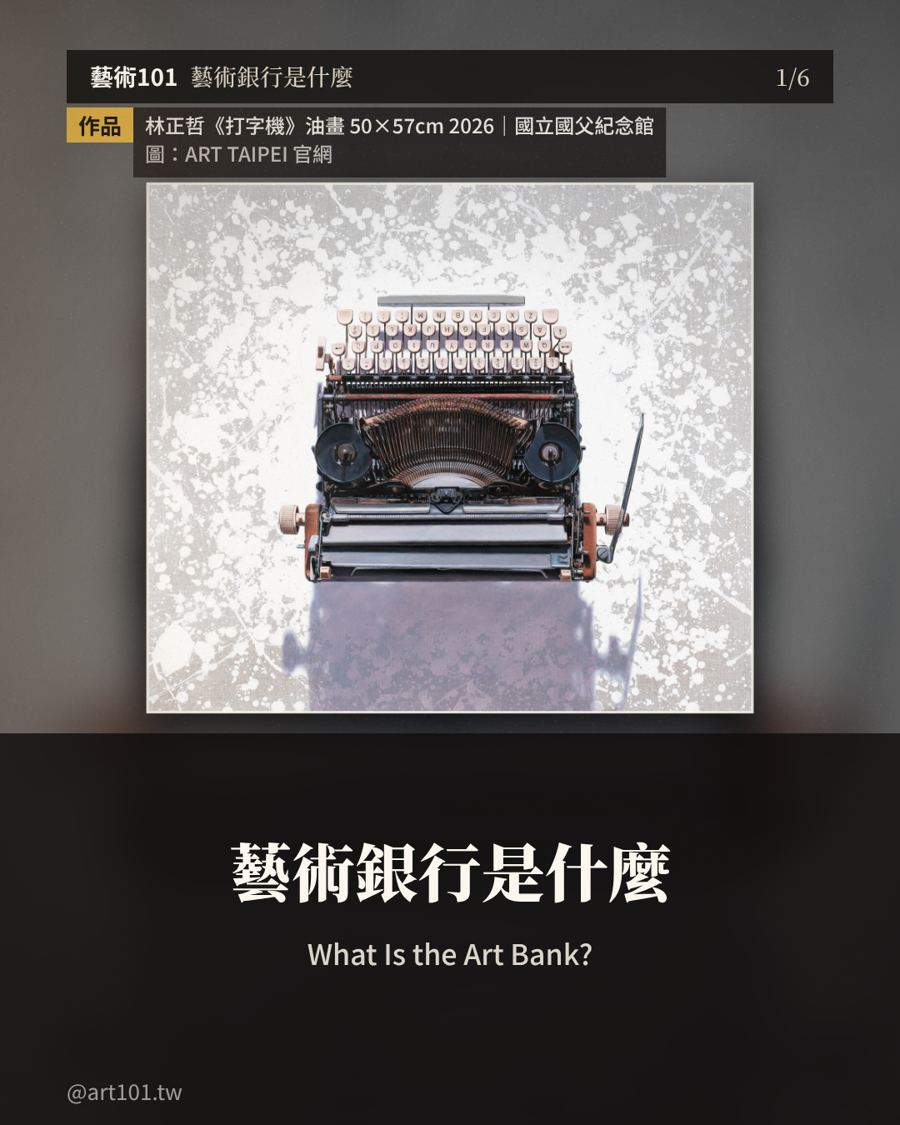 藝術101 藝術銀行是什麼 1/6
作品 林正哲《打字機》油畫 50×57cm 2026｜國立國父紀念館
圖：ART TAIPEI 官網
藝術銀行是什麼
What Is the Art Bank?
@art101.tw